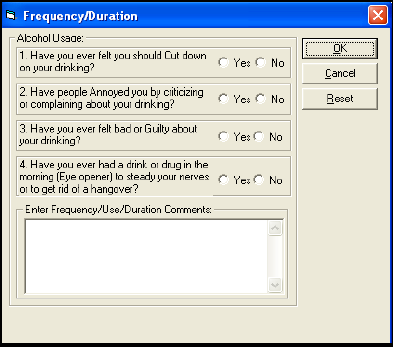 Frequency/Duration
Alcohol Usage:
1. Have you ever felt you should Cut down
on your drinking?
Yes No
2. Have people Annoyed you by criticizing
or complaining about your drinking?
Yes No
3. Have you ever felt bad or Guilty about
your drinking?
Yes No
4. Have you ever had a drink or drug in the
morning (Eye opener) to steady your nerves
or to get rid of a hangover?
Yes No
Enter Frequency/Use/Duration Comments:
OK
Cancel
Reset